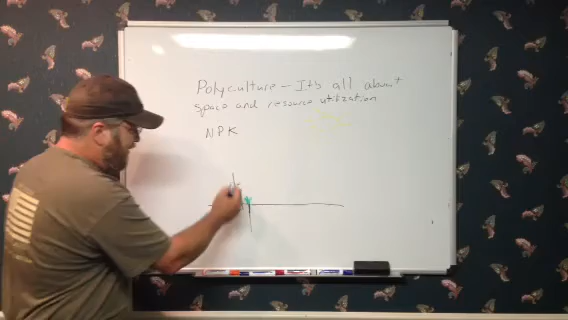 Polyculture - It's all about
space and resource utilization
NPK